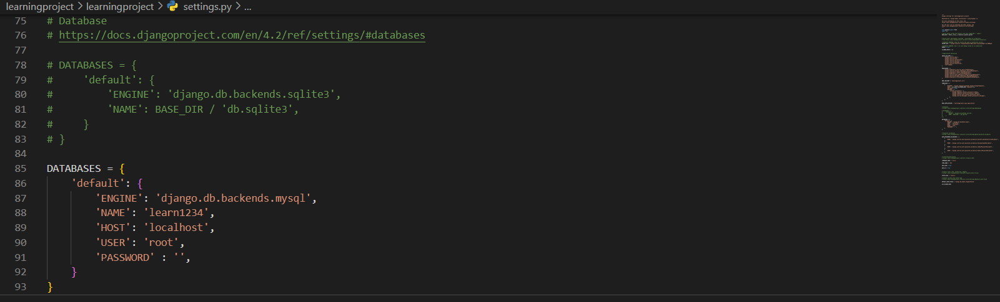 learningproject > learningproject > settings.py > ...
75 # Database
76 # https://docs.djangoproject.com/en/4.2/ref/settings/#databases
77
78 # DATABASES = {
79 #     'default': {
80 #         'ENGINE': 'django.db.backends.sqlite3',
81 #         'NAME': BASE_DIR / 'db.sqlite3',
82 #     }
83 # }
84
85 DATABASES = {
86     'default': {
87         'ENGINE': 'django.db.backends.mysql',
88         'NAME': 'learn1234',
89         'HOST': 'localhost',
90         'USER': 'root',
91         'PASSWORD' : '',
92     }
93 }